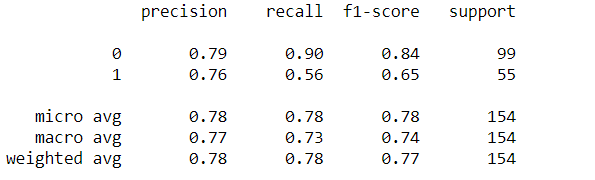 precision recall f1-score support
0 0.79 0.90 0.84 99
1 0.76 0.56 0.65 55
micro avg 0.78 0.78 0.78 154
macro avg 0.77 0.73 0.74 154
weighted avg 0.78 0.78 0.77 154